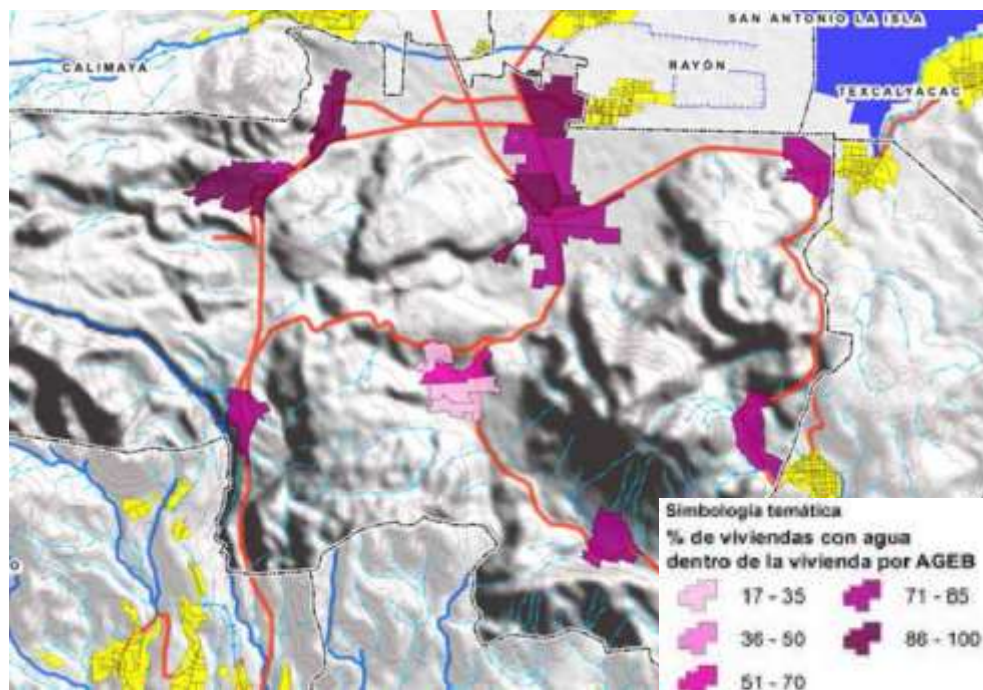 SAN ANTONIO LA ISLA
CALIMAYA
RAYÓN
TEXCALYACAC
O
Simbología temática
% de viviendas con agua
dentro de la vivienda por AGEB
17 - 35
71 - 85
36 - 50
86 - 100
51 - 70